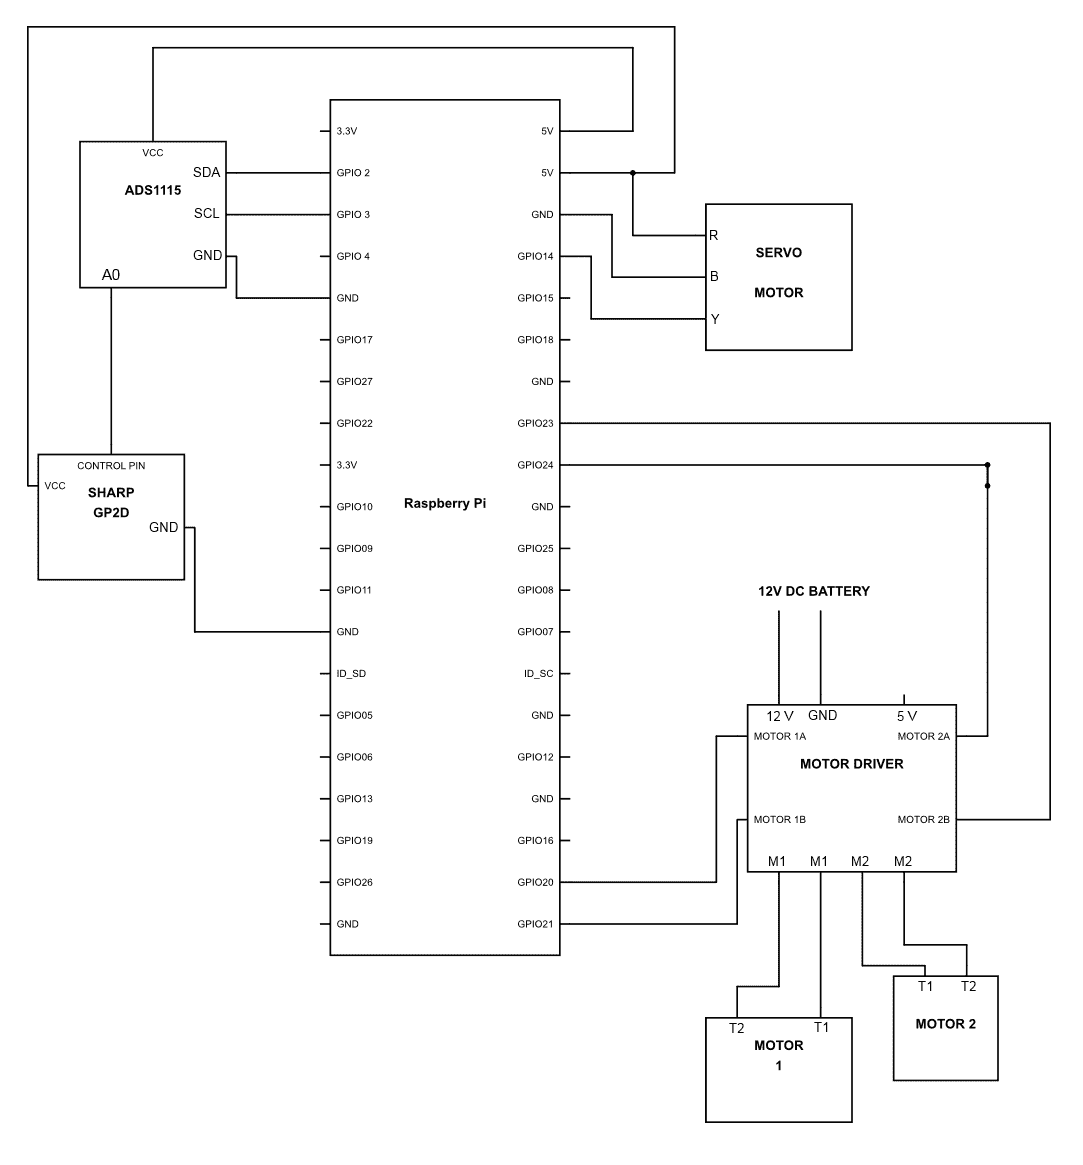 VCC
SDA
ADS1115
SCL
GND
A0
CONTROL PIN
VCC
SHARP
GP2D
GND
3.3V
GPIO 2
GPIO 3
GPIO 4
GND
GPIO17
GPIO27
GPIO22
3.3V
GPIO10
GPIO09
GPIO11
GND
ID_SD
GPIO05
GPIO06
GPIO13
GPIO19
GPIO26
GND
Raspberry Pi
5V
5V
GND
GPIO14
GPIO15
GPIO18
GND
GPIO23
GPIO24
GND
GPIO25
GPIO08
GPIO07
ID_SC
GND
GPIO12
GND
GPIO16
GPIO20
GPIO21
R
SERVO
B
MOTOR
Y
12V DC BATTERY
12 V GND 5 V
MOTOR 1A MOTOR 2A
MOTOR DRIVER
MOTOR 1B MOTOR 2B
M1 M1 M2 M2
T1 T2
MOTOR 2
T2 T1
MOTOR
1